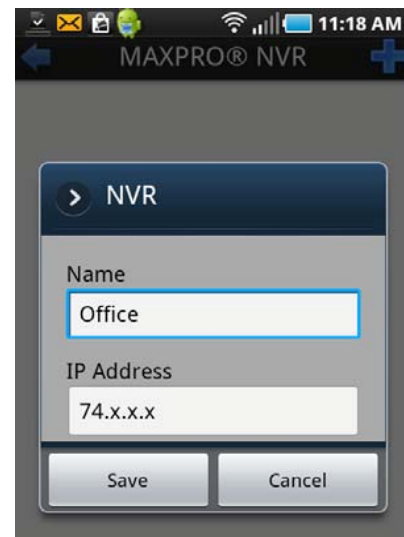 11:18 AM
MAXPRO® NVR
NVR
Name
Office
IP Address
74.x.x.x
Save Cancel